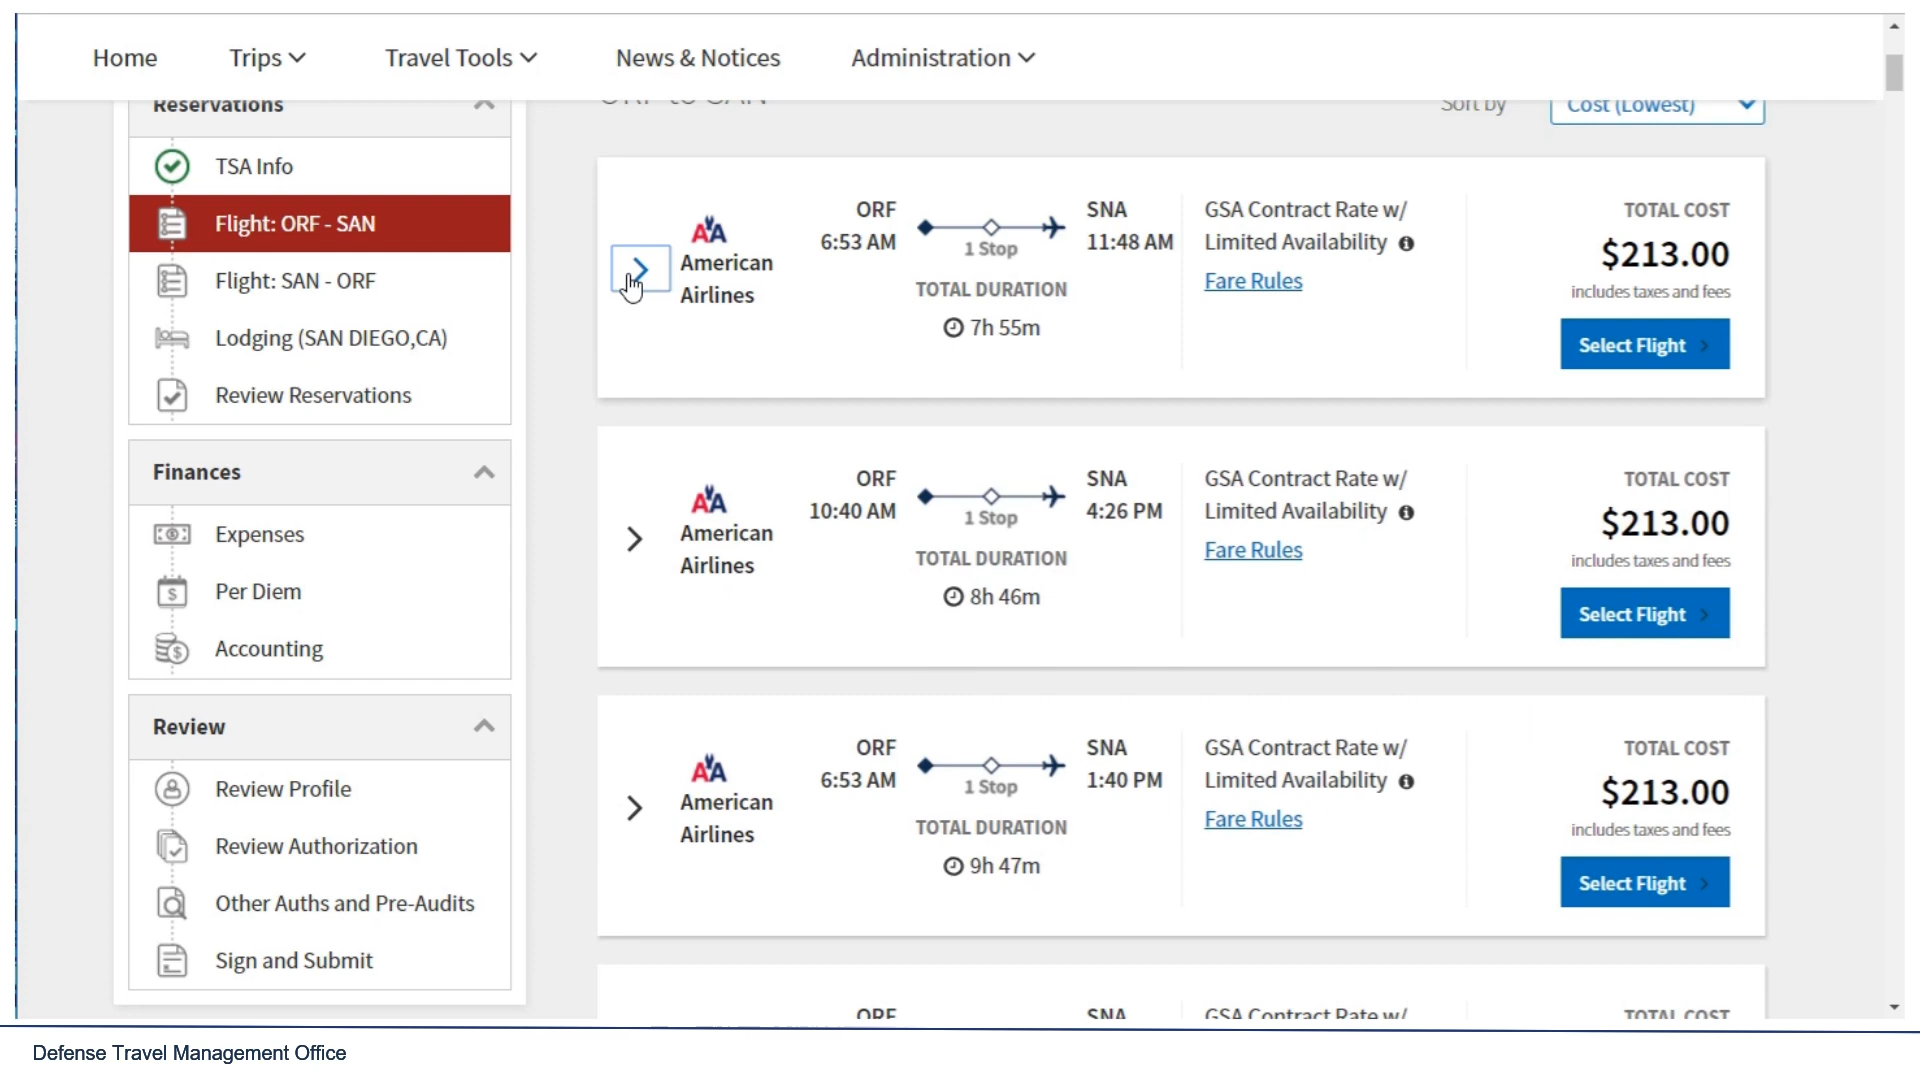 Home
Trips
Travel Tools
News & Notices
Administration
Reservations
TSA Info
Flight: ORF - SAN
Flight: SAN - ORF
Lodging (SAN DIEGO,CA)
Review Reservations
Finances
Expenses
Per Diem
Accounting
Review
Review Profile
Review Authorization
Other Auths and Pre-Audits
Sign and Submit
ORF to SAN
Sort by
Cost (Lowest)
American
Airlines
ORF
6:53 AM
1 Stop
SNA
11:48 AM
TOTAL DURATION
7h 55m
GSA Contract Rate w/
Limited Availability
Fare Rules
TOTAL COST
$213.00
includes taxes and fees
Select Flight
American
Airlines
ORF
10:40 AM
1 Stop
SNA
4:26 PM
TOTAL DURATION
8h 46m
GSA Contract Rate w/
Limited Availability
Fare Rules
TOTAL COST
$213.00
includes taxes and fees
Select Flight
American
Airlines
ORF
6:53 AM
1 Stop
SNA
1:40 PM
TOTAL DURATION
9h 47m
GSA Contract Rate w/
Limited Availability
Fare Rules
TOTAL COST
$213.00
includes taxes and fees
Select Flight
ORF
SNA
GSA Contract Rate w/
TOTAL COST
Defense Travel Management Office